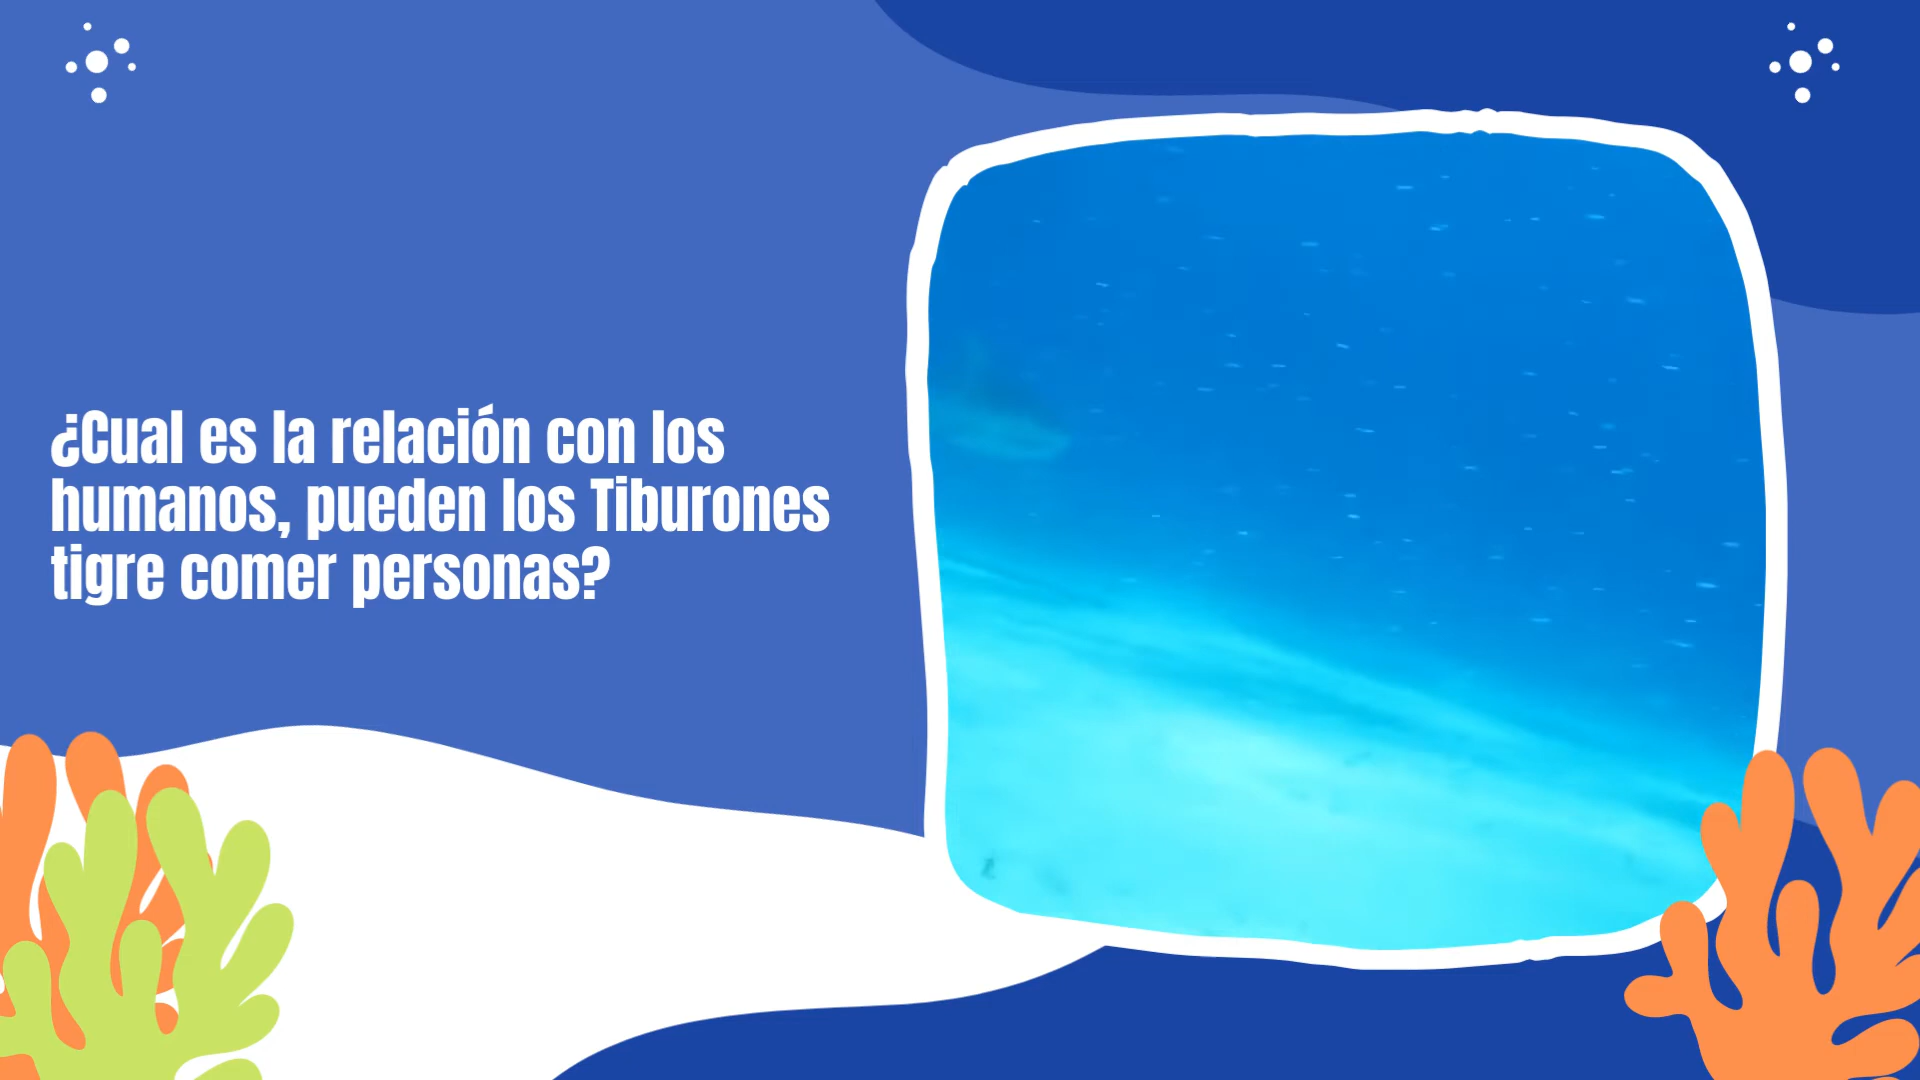 ¿Cual es la relación con los
humanos, pueden los Tiburones
tigre comer personas?